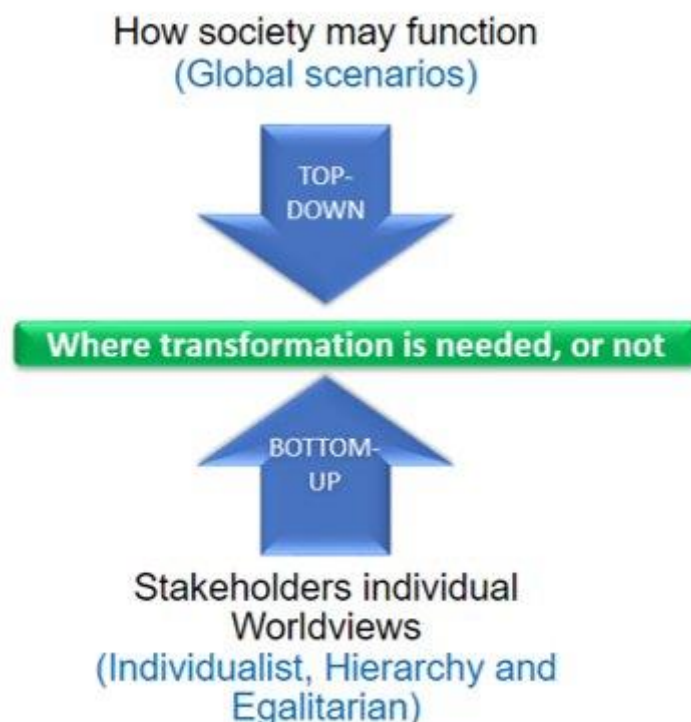 How society may function
(Global scenarios)
TOP-
DOWN
Where transformation is needed, or not
BOTTOM-
UP
Stakeholders individual
Worldviews
(Individualist, Hierarchy and
Egalitarian)